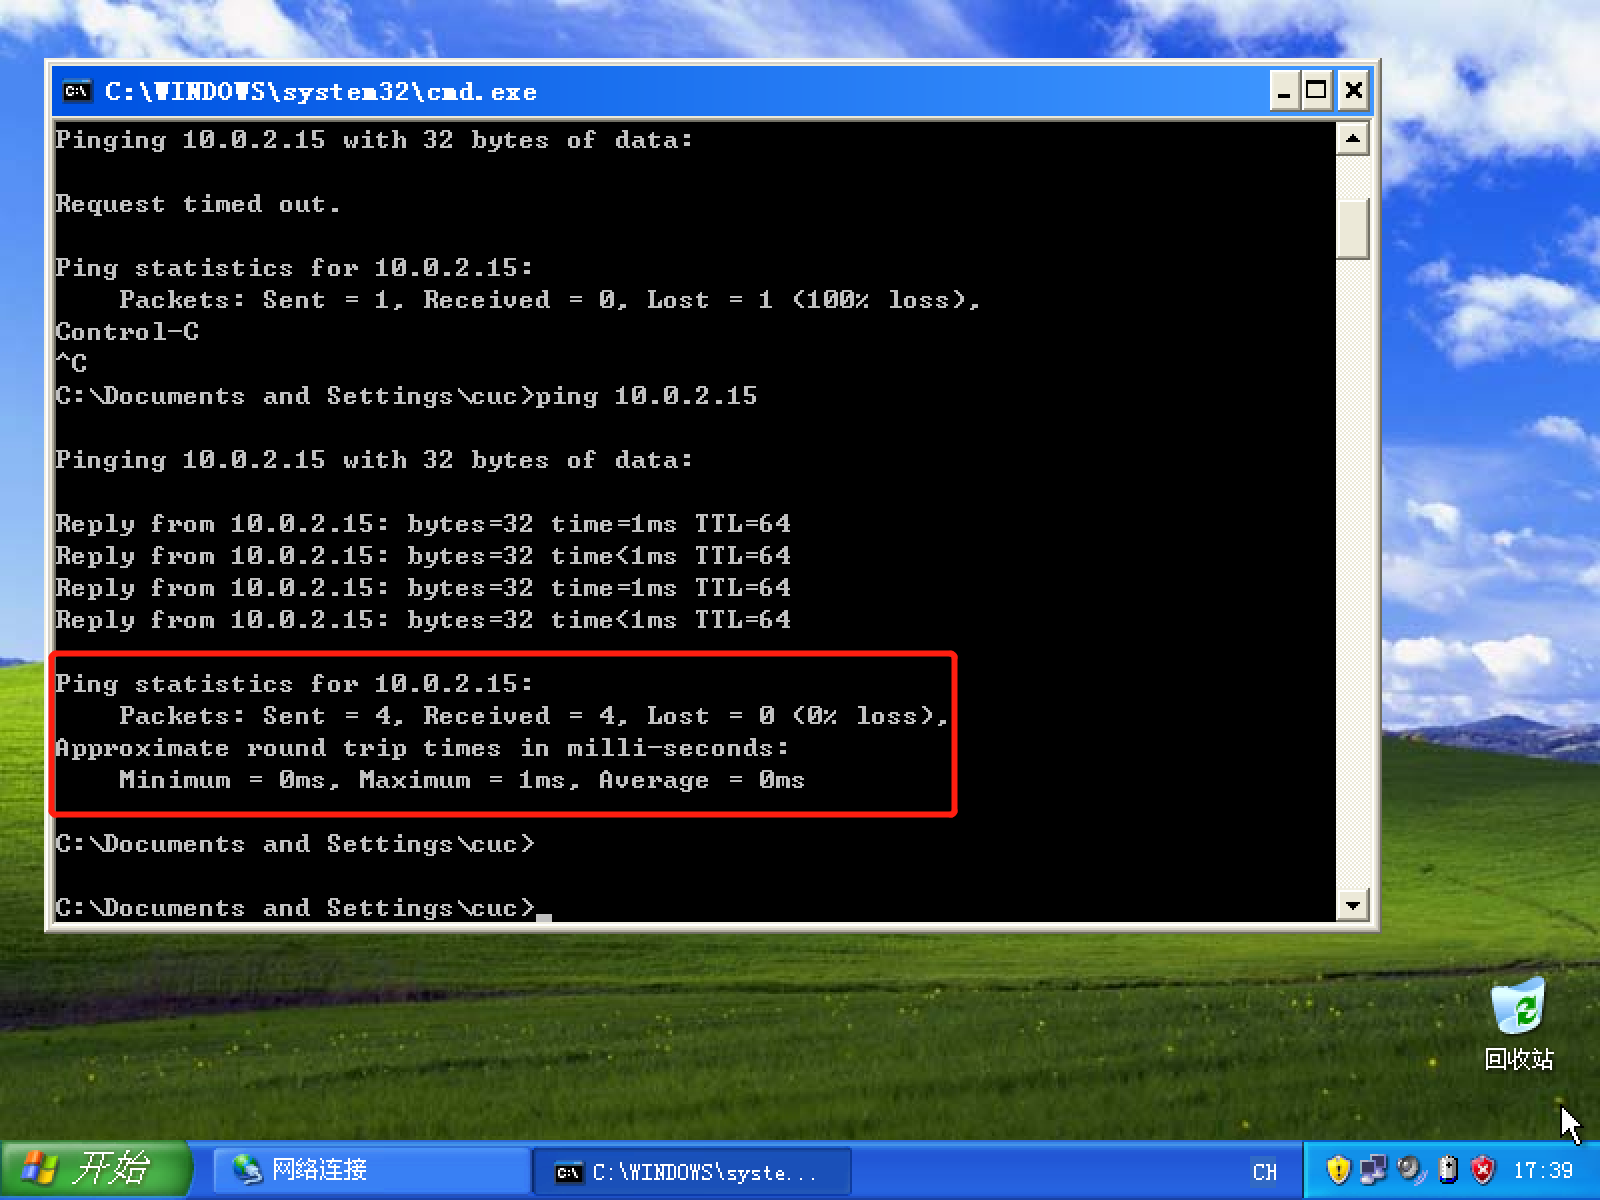 C:\WINDOWS\system32\cmd.exe
Pinging 10.0.2.15 with 32 bytes of data:
Request timed out.
Ping statistics for 10.0.2.15:
    Packets: Sent = 1, Received = 0, Lost = 1 (100% loss),
Control-C
^C
C:\Documents and Settings\cuc>ping 10.0.2.15
Pinging 10.0.2.15 with 32 bytes of data:
Reply from 10.0.2.15: bytes=32 time=1ms TTL=64
Reply from 10.0.2.15: bytes=32 time<1ms TTL=64
Reply from 10.0.2.15: bytes=32 time=1ms TTL=64
Reply from 10.0.2.15: bytes=32 time<1ms TTL=64
Ping statistics for 10.0.2.15:
    Packets: Sent = 4, Received = 4, Lost = 0 (0% loss),
Approximate round trip times in milli-seconds:
    Minimum = 0ms, Maximum = 1ms, Average = 0ms
C:\Documents and Settings\cuc>
C:\Documents and Settings\cuc>
回收站
开始
网络连接
C:\WINDOWS\syste...
CH
17:39